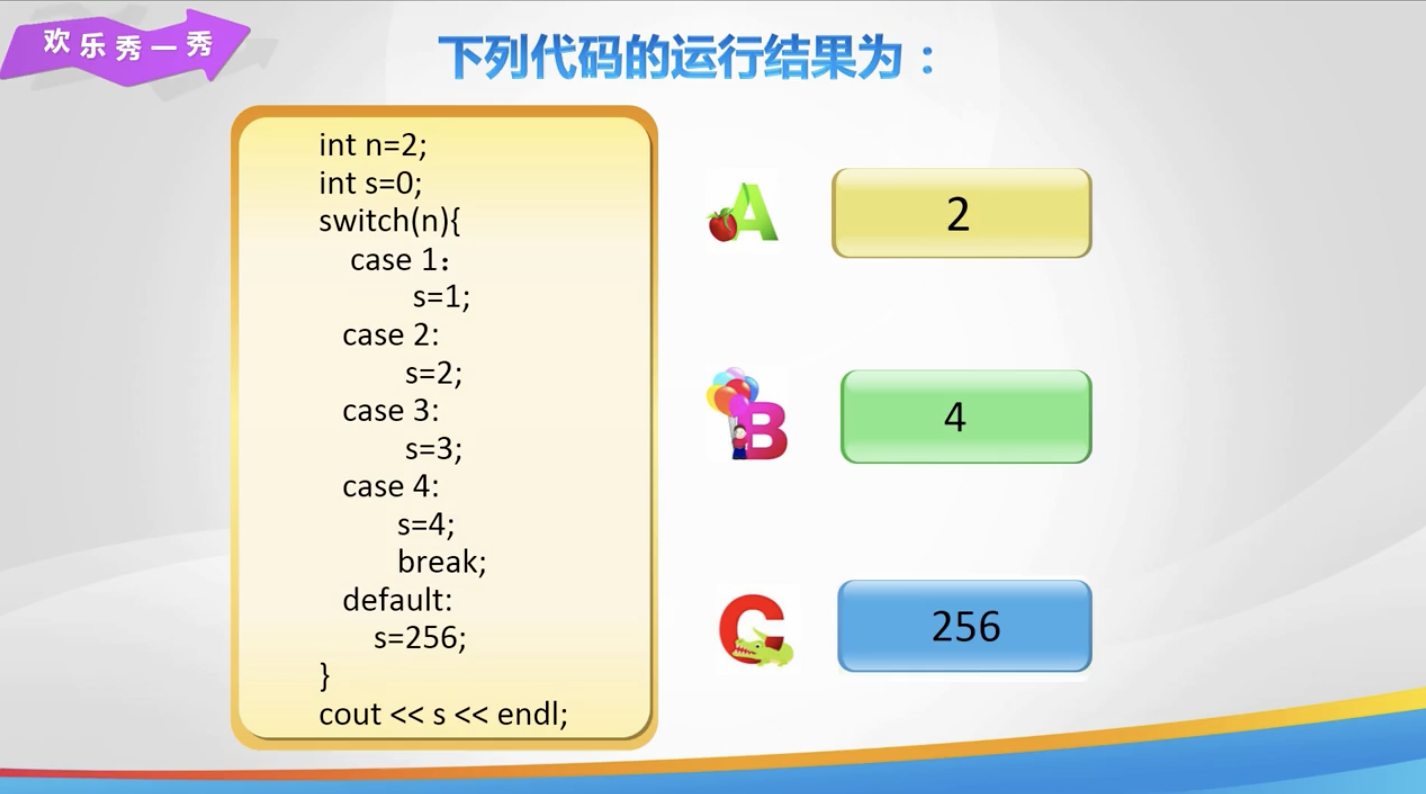 欢乐秀一秀
下列代码的运行结果为：
int n=2;
int s=0;
switch(n){
case 1：
s=1;
case 2:
s=2;
case 3:
s=3;
case 4:
s=4;
break;
default:
s=256;
}
cout << s << endl;
A
2
B
4
C
256